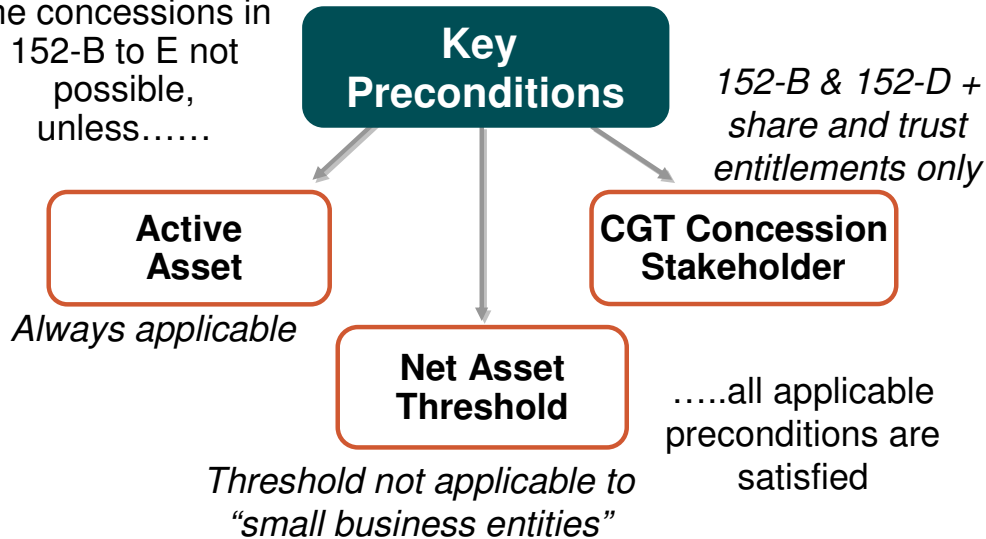 concessions in
152-B to E not
possible,
unless……
Key
Preconditions
152-B & 152-D +
share and trust
entitlements only
Active
Asset
Always applicable
CGT Concession
Stakeholder
Net Asset
Threshold
Threshold not applicable to
“small business entities”
…..all applicable
preconditions are
satisfied